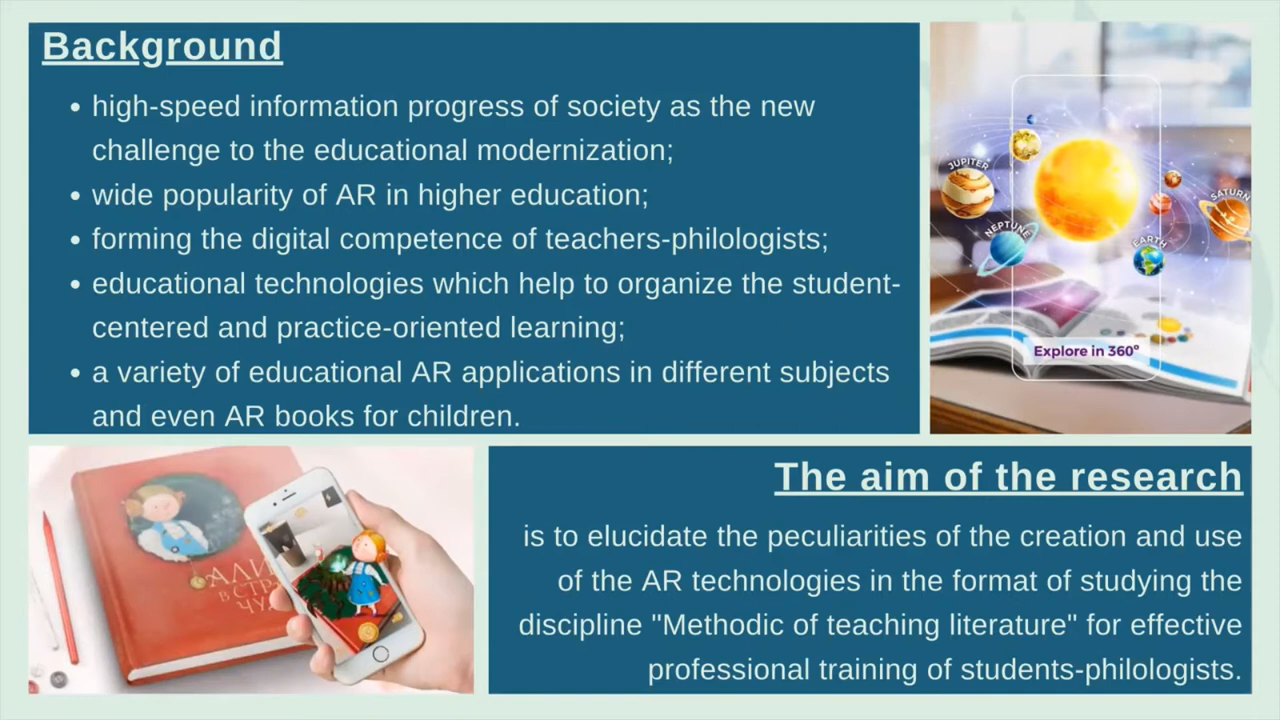 Background
• high-speed information progress of society as the new
challenge to the educational modernization;
• wide popularity of AR in higher education;
• forming the digital competence of teachers-philologists;
• educational technologies which help to organize the student-
centered and practice-oriented learning;
• a variety of educational AR applications in different subjects
and even AR books for children.
JUPITER
SATURN
NEPTUNE
EARTH
Explore in 360°
The aim of the research
is to elucidate the peculiarities of the creation and use
of the AR technologies in the format of studying the
discipline "Methodic of teaching literature" for effective
professional training of students-philologists.